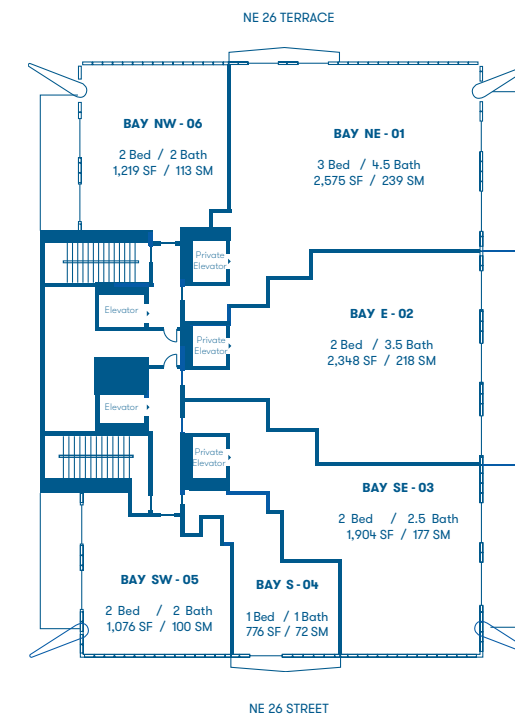 NE 26 TERRACE
BAY NW - 06
2 Bed / 2 Bath
1,219 SF / 113 SM
BAY NE - 01
3 Bed / 4.5 Bath
2,575 SF / 239 SM
Private
Elevator
Elevator
Private
Elevator
BAY E - 02
2 Bed / 3.5 Bath
2,348 SF / 218 SM
Elevator
Private
Elevator
BAY SE - 03
2 Bed / 2.5 Bath
1,904 SF / 177 SM
BAY SW - 05
2 Bed / 2 Bath
1,076 SF / 100 SM
BAY S - 04
1 Bed / 1 Bath
776 SF / 72 SM
NE 26 STREET